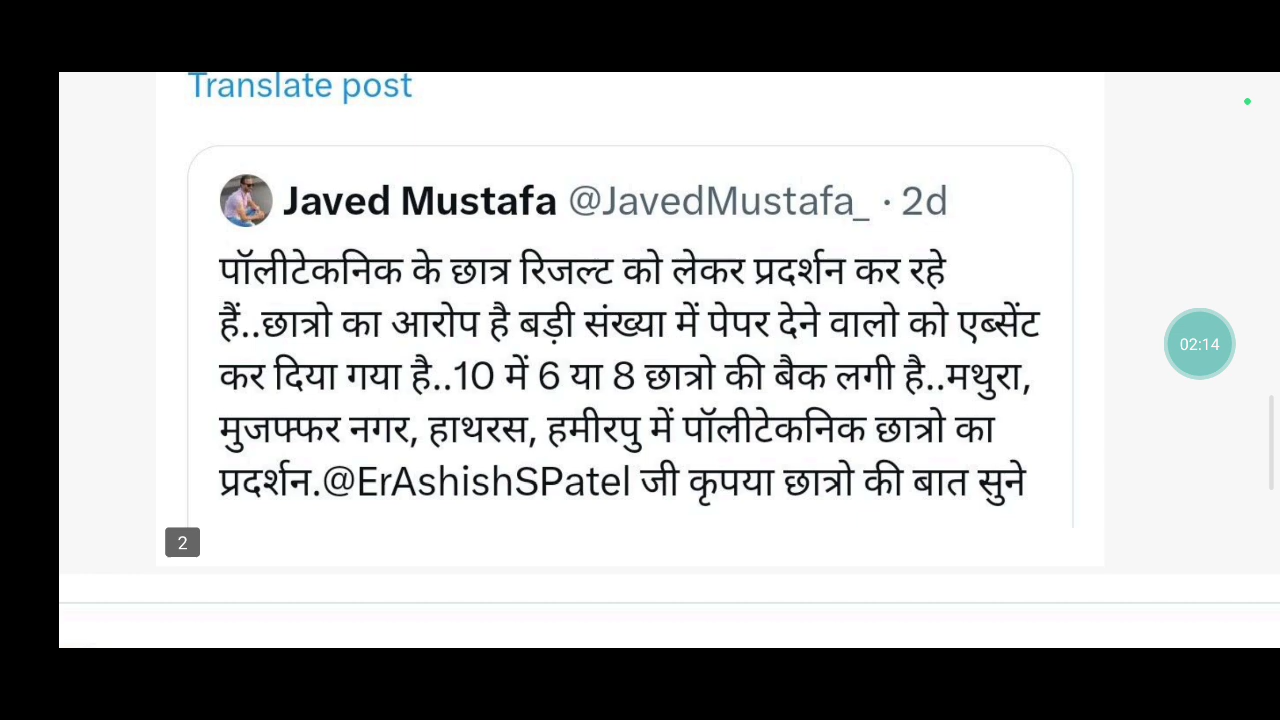 Translate post
Javed Mustafa @JavedMustafa_ · 2d
पॉलीटेकनिक के छात्र रिजल्ट को लेकर प्रदर्शन कर रहे
हैं..छात्रो का आरोप है बड़ी संख्या में पेपर देने वालो को एब्सेंट
कर दिया गया है..10 में 6 या 8 छात्रो की बैक लगी है..मथुरा,
मुजफ्फर नगर, हाथरस, हमीरपु में पॉलीटेकनिक छात्रो का
प्रदर्शन.@ErAshishSPatel जी कृपया छात्रो की बात सुने
02:14
2